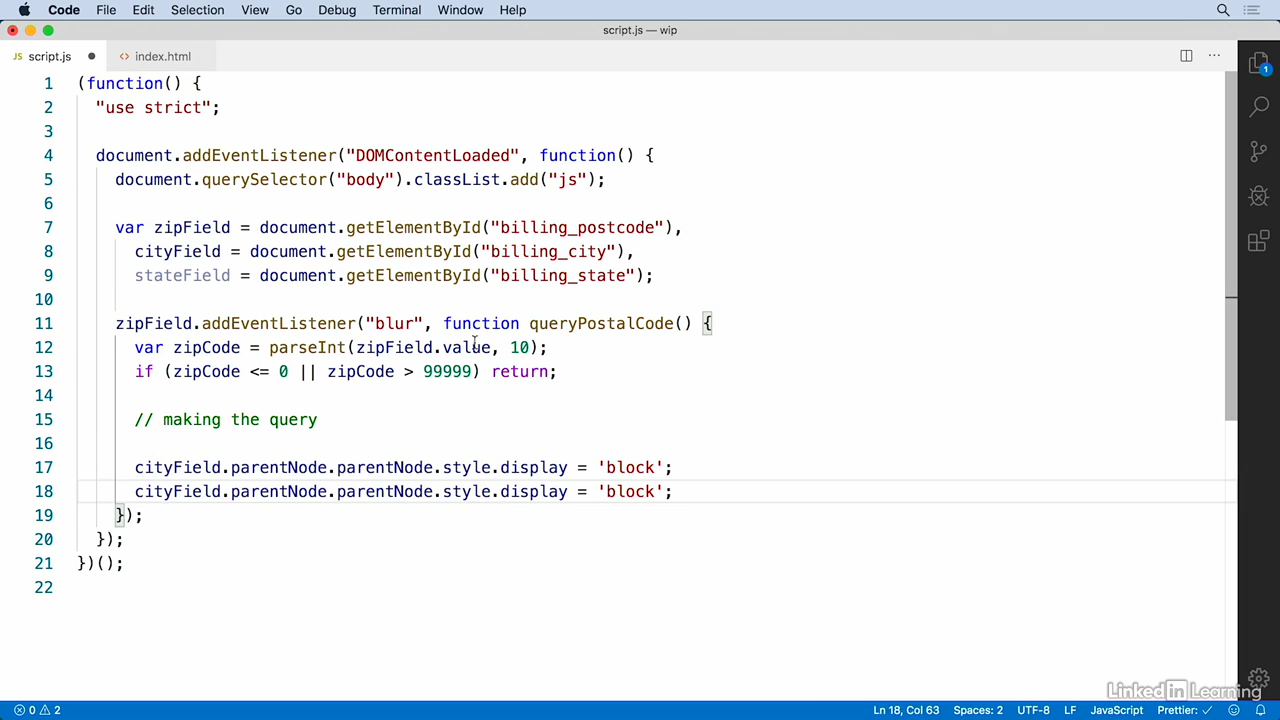 Code File Edit Selection View Go Debug Terminal Window Help
script.js — wip
JS script.js ● <> index.html
1 (function() {
2 "use strict";
3
4 document.addEventListener("DOMContentLoaded", function() {
5 document.querySelector("body").classList.add("js");
6
7 var zipField = document.getElementById("billing_postcode"),
8 cityField = document.getElementById("billing_city"),
9 stateField = document.getElementById("billing_state");
10
11 zipField.addEventListener("blur", function queryPostalCode() {
12 var zipCode = parseInt(zipField.value, 10);
13 if (zipCode <= 0 || zipCode > 99999) return;
14
15 // making the query
16
17 cityField.parentNode.parentNode.style.display = 'block';
18 cityField.parentNode.parentNode.style.display = 'block';
19 });
20 });
21 })();
22
1
LinkedIn Learning
0 2 Ln 18, Col 63 Spaces: 2 UTF-8 LF JavaScript Prettier: ✓